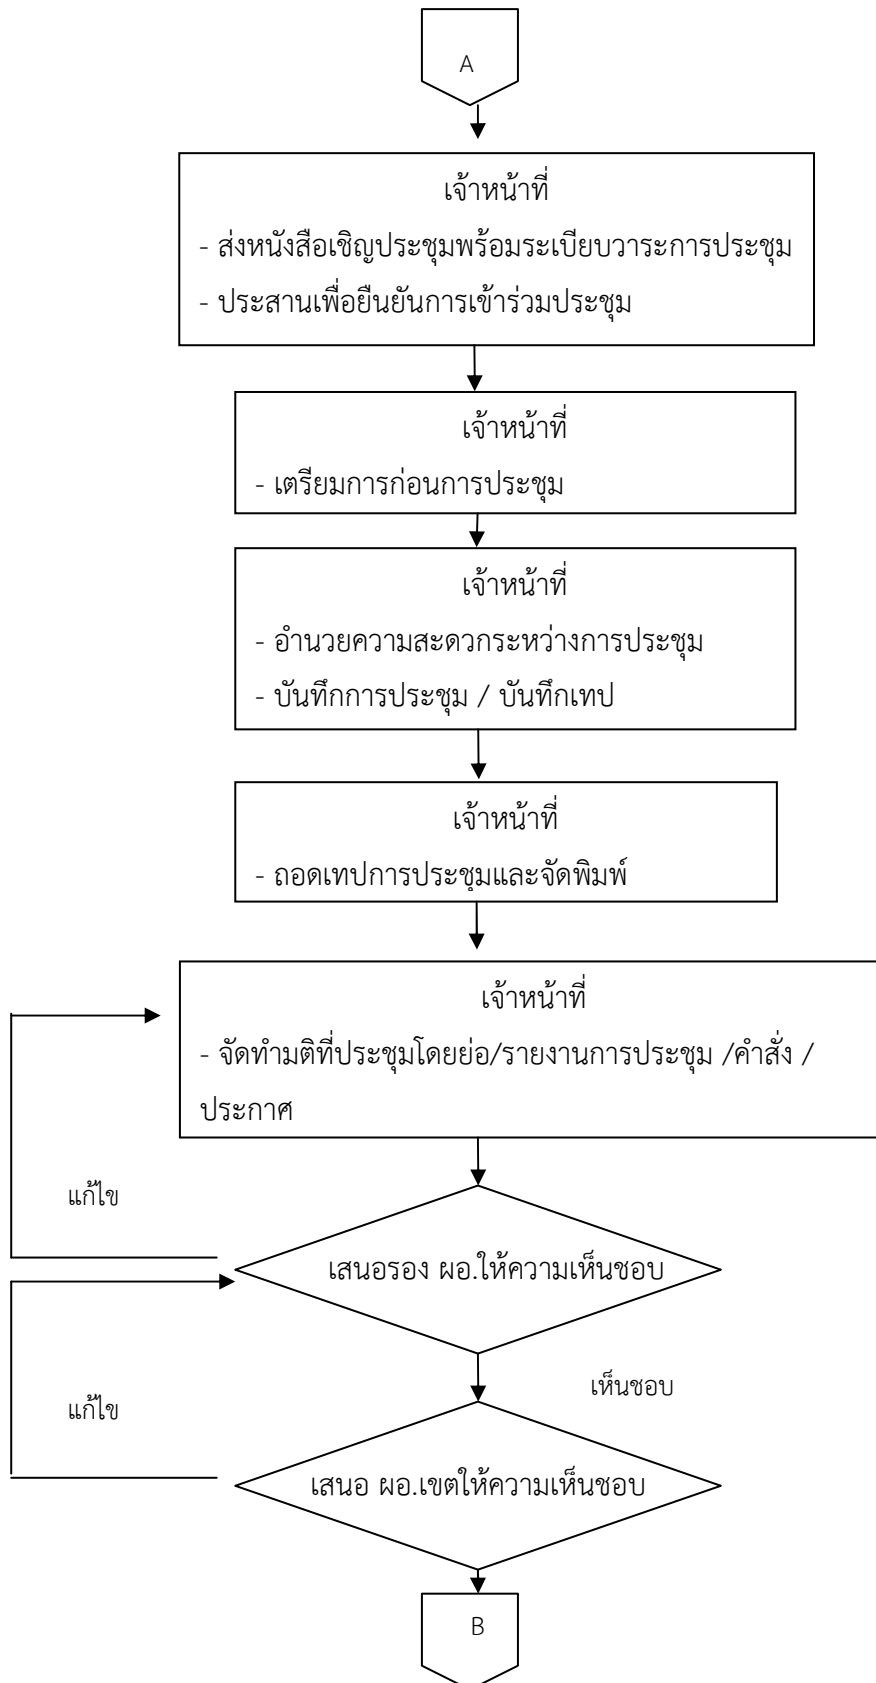 A
เจ้าหน้าที่
- ส่งหนังสือเชิญประชุมพร้อมระเบียบวาระการประชุม
- ประสานเพื่อยืนยันการเข้าร่วมประชุม
เจ้าหน้าที่
- เตรียมการก่อนการประชุม
เจ้าหน้าที่
- อำนวยความสะดวกระหว่างการประชุม
- บันทึกการประชุม / บันทึกเทป
เจ้าหน้าที่
- ถอดเทปการประชุมและจัดพิมพ์
เจ้าหน้าที่
- จัดทำมติที่ประชุมโดยย่อ/รายงานการประชุม /คำสั่ง /
ประกาศ
แก้ไข
เสนอรอง ผอ.ให้ความเห็นชอบ
เห็นชอบ
แก้ไข
เสนอ ผอ.เขตให้ความเห็นชอบ
B